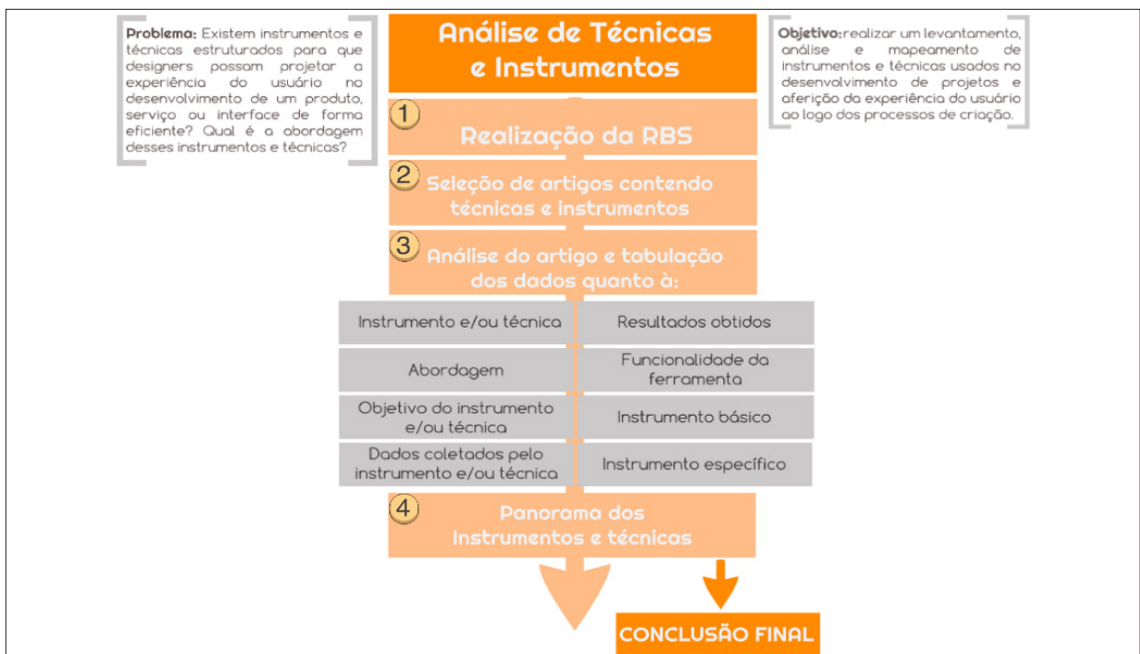 Problema: Existem instrumentos e
técnicas estruturados para que
designers possam projetar a
experiência do usuário no
desenvolvimento de um produto,
serviço ou interface de forma
eficiente? Qual é a abordagem
desses instrumentos e técnicas?
Análise de Técnicas
e Instrumentos
Objetivo:realizar um levantamento,
análise e mapeamento de
instrumentos e técnicas usados no
desenvolvimento de projetos e
aferição da experiência do usuário
ao logo dos processos de criação.
1
Realização da RBS
2
Seleção de artigos contendo
técnicas e instrumentos
3
Análise do artigo e tabulação
dos dados quanto à:
Instrumento e/ou técnica
Resultados obtidos
Abordagem
Funcionalidade da
ferramenta
Objetivo do instrumento
e/ou técnica
Instrumento básico
Dados coletados pelo
instrumento e/ou técnica
Instrumento específico
4
Panorama dos
Instrumentos e técnicas
CONCLUSÃO FINAL